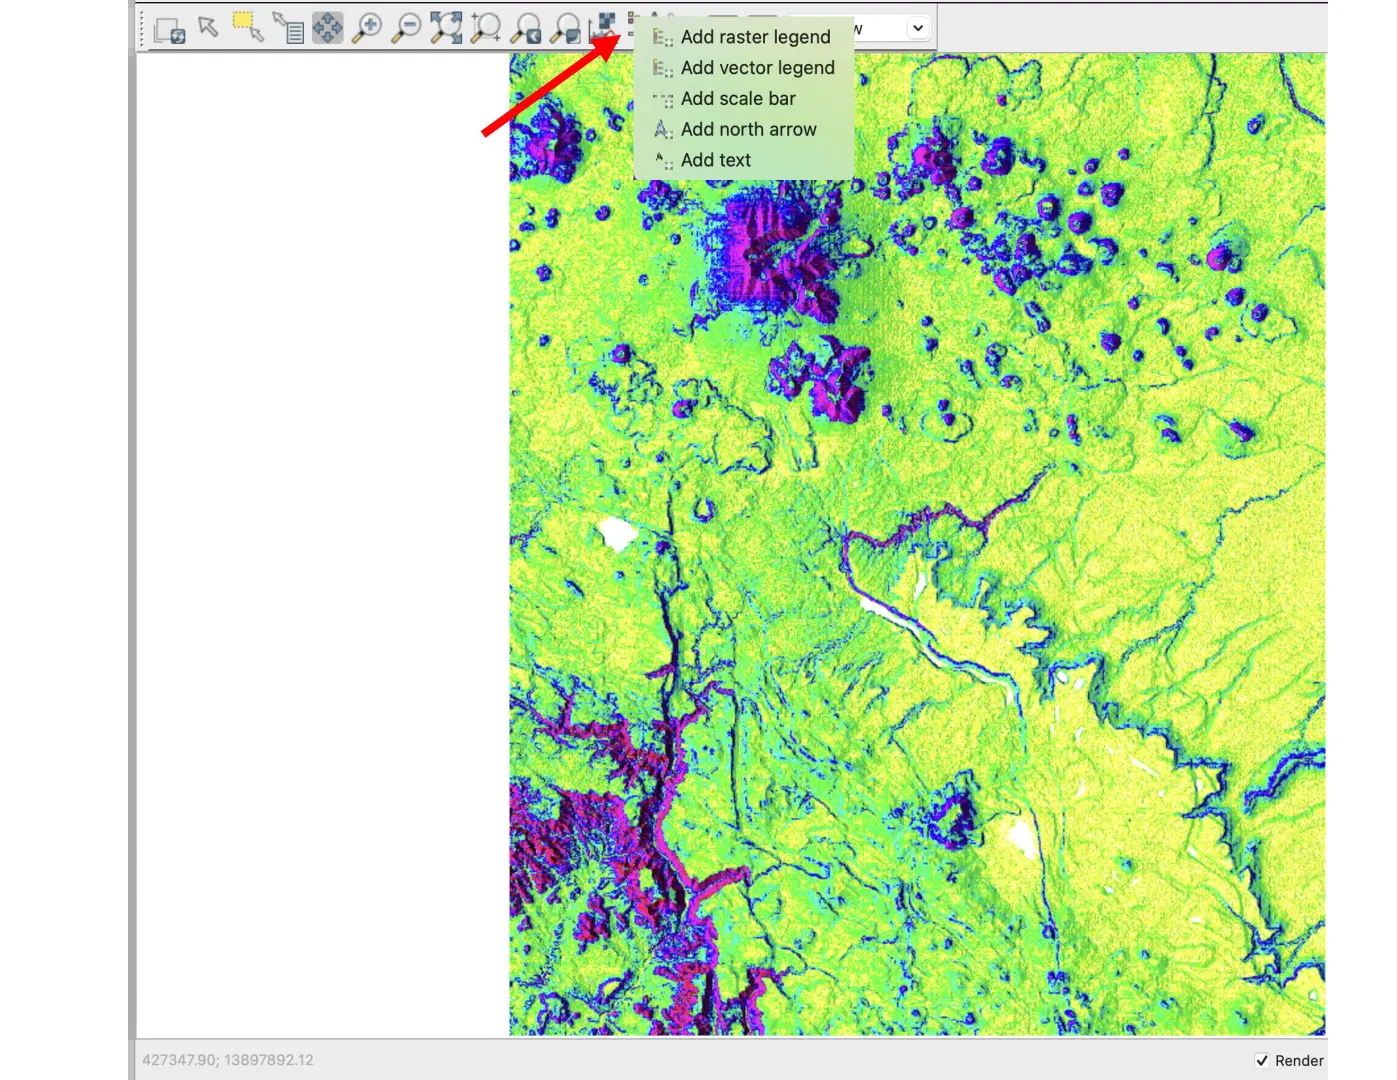 w
Add raster legend
Add vector legend
Add scale bar
Add north arrow
Add text
427347.90; 13897892.12
Render